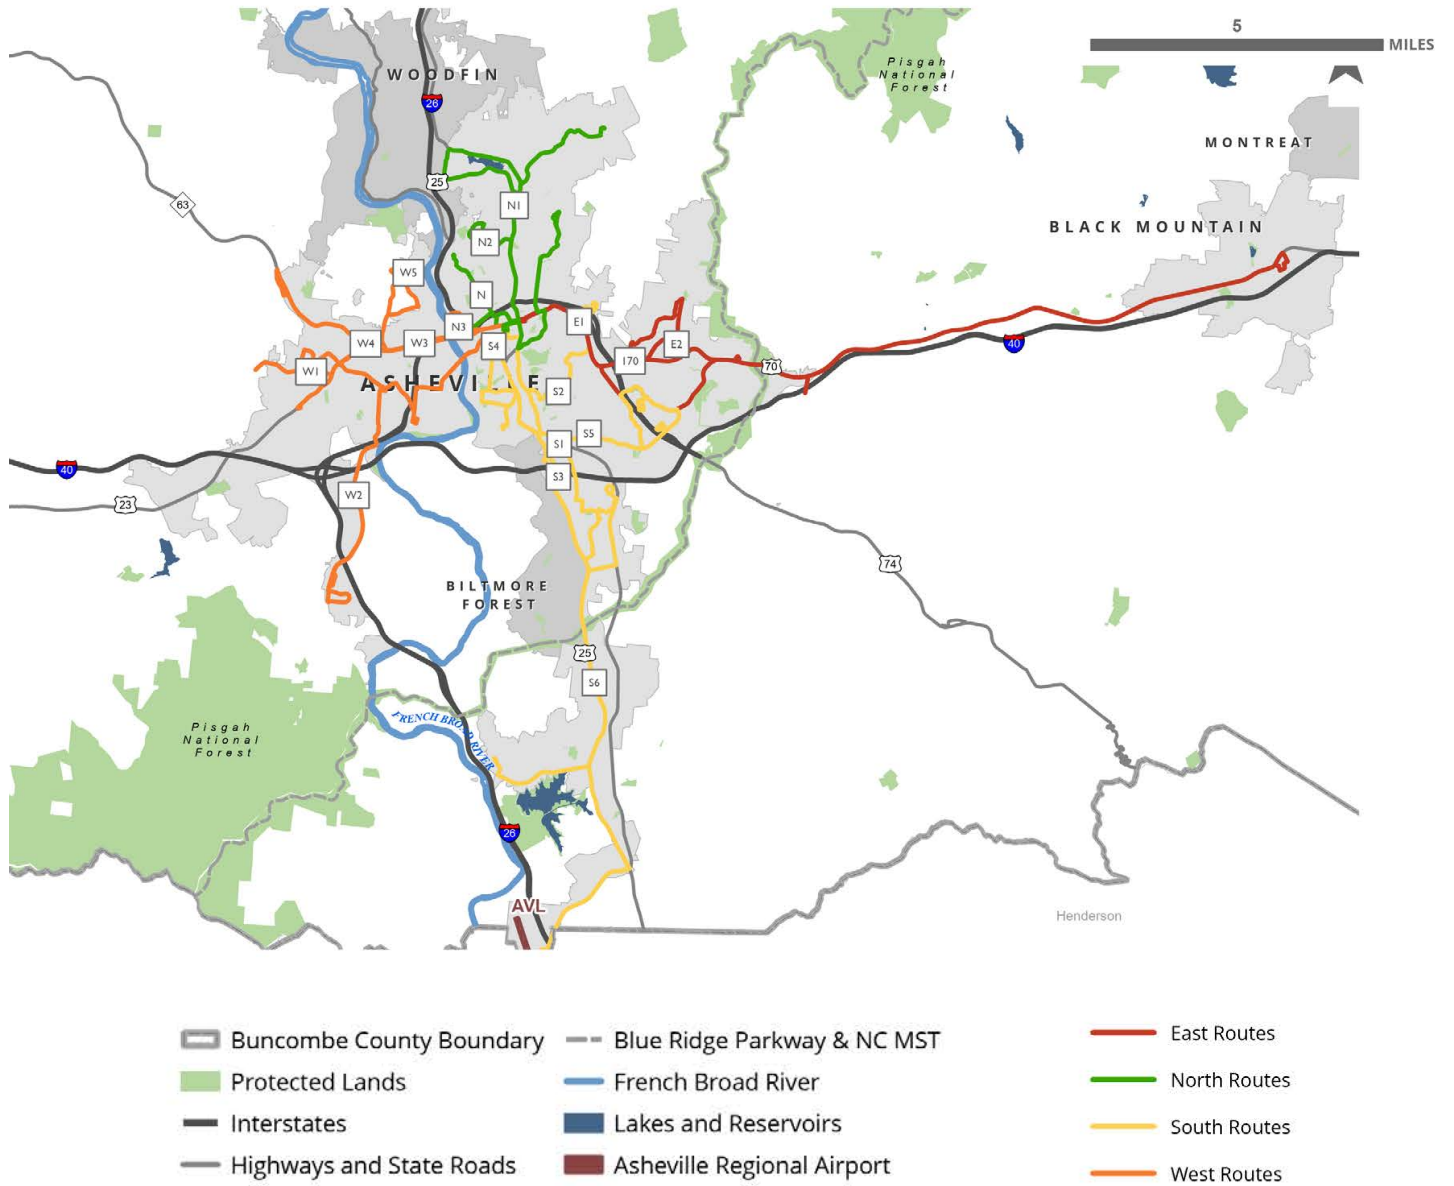 5
MILES
WOODFIN
26
Pisgah
National
Forest
MONTREAT
25
63
N1
BLACK MOUNTAIN
N2
W5
N
N3
E1
W4
W3
S4
E2
40
I70
70
W1
ASHEVILLE
S2
S5
S1
40
S3
W2
23
74
BILTMORE
FOREST
25
S6
FRENCH BROAD RIVER
Pisgah
National
Forest
26
AVL
Henderson
Buncombe County Boundary
Protected Lands
Interstates
Highways and State Roads
Blue Ridge Parkway & NC MST
French Broad River
Lakes and Reservoirs
Asheville Regional Airport
East Routes
North Routes
South Routes
West Routes